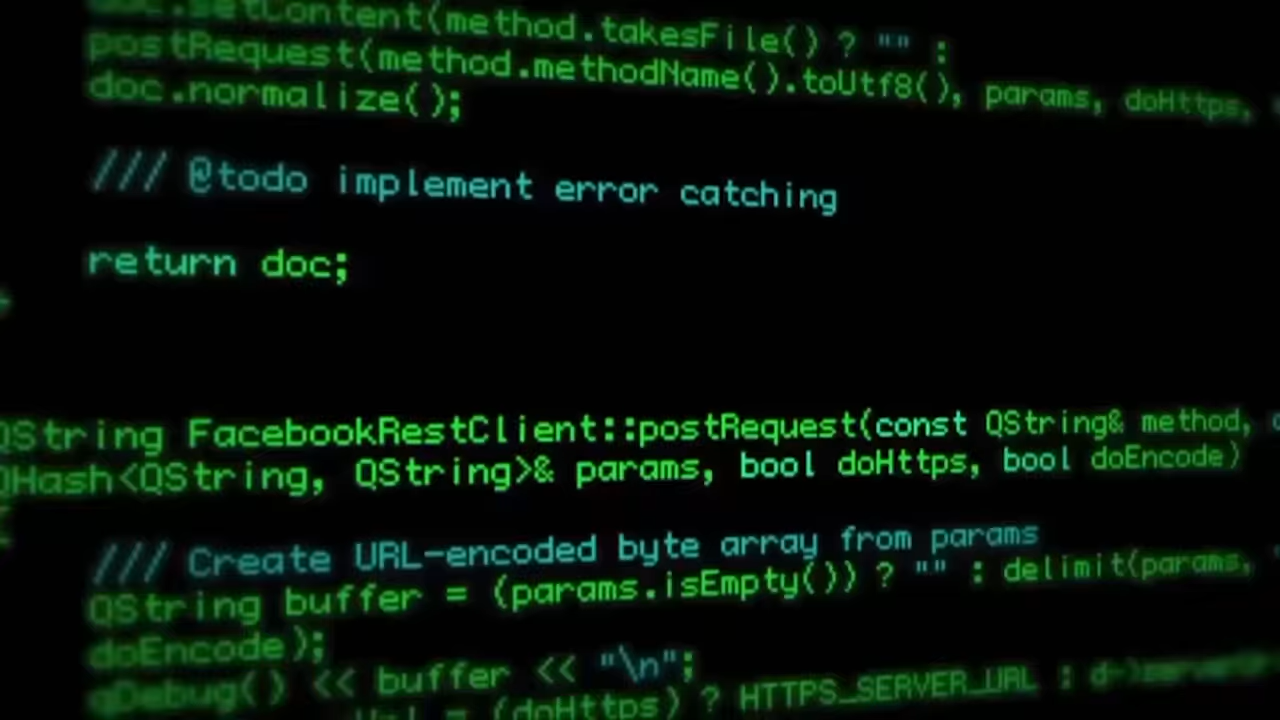 doc.setContent(method.takesFile() ? "" :
postRequest(method.methodName().toUtf8(), params, doHttps,
doc.normalize();
/// @todo implement error catching
return doc;
QString FacebookRestClient::postRequest(const QString& method,
QHash<QString, QString>& params, bool doHttps, bool doEncode)
{
/// Create URL-encoded byte array from params
QString buffer = (params.isEmpty()) ? "" : delimit(params,
doEncode);
qDebug() << buffer << "\n";
Url = (doHttps) ? HTTPS_SERVER_URL :